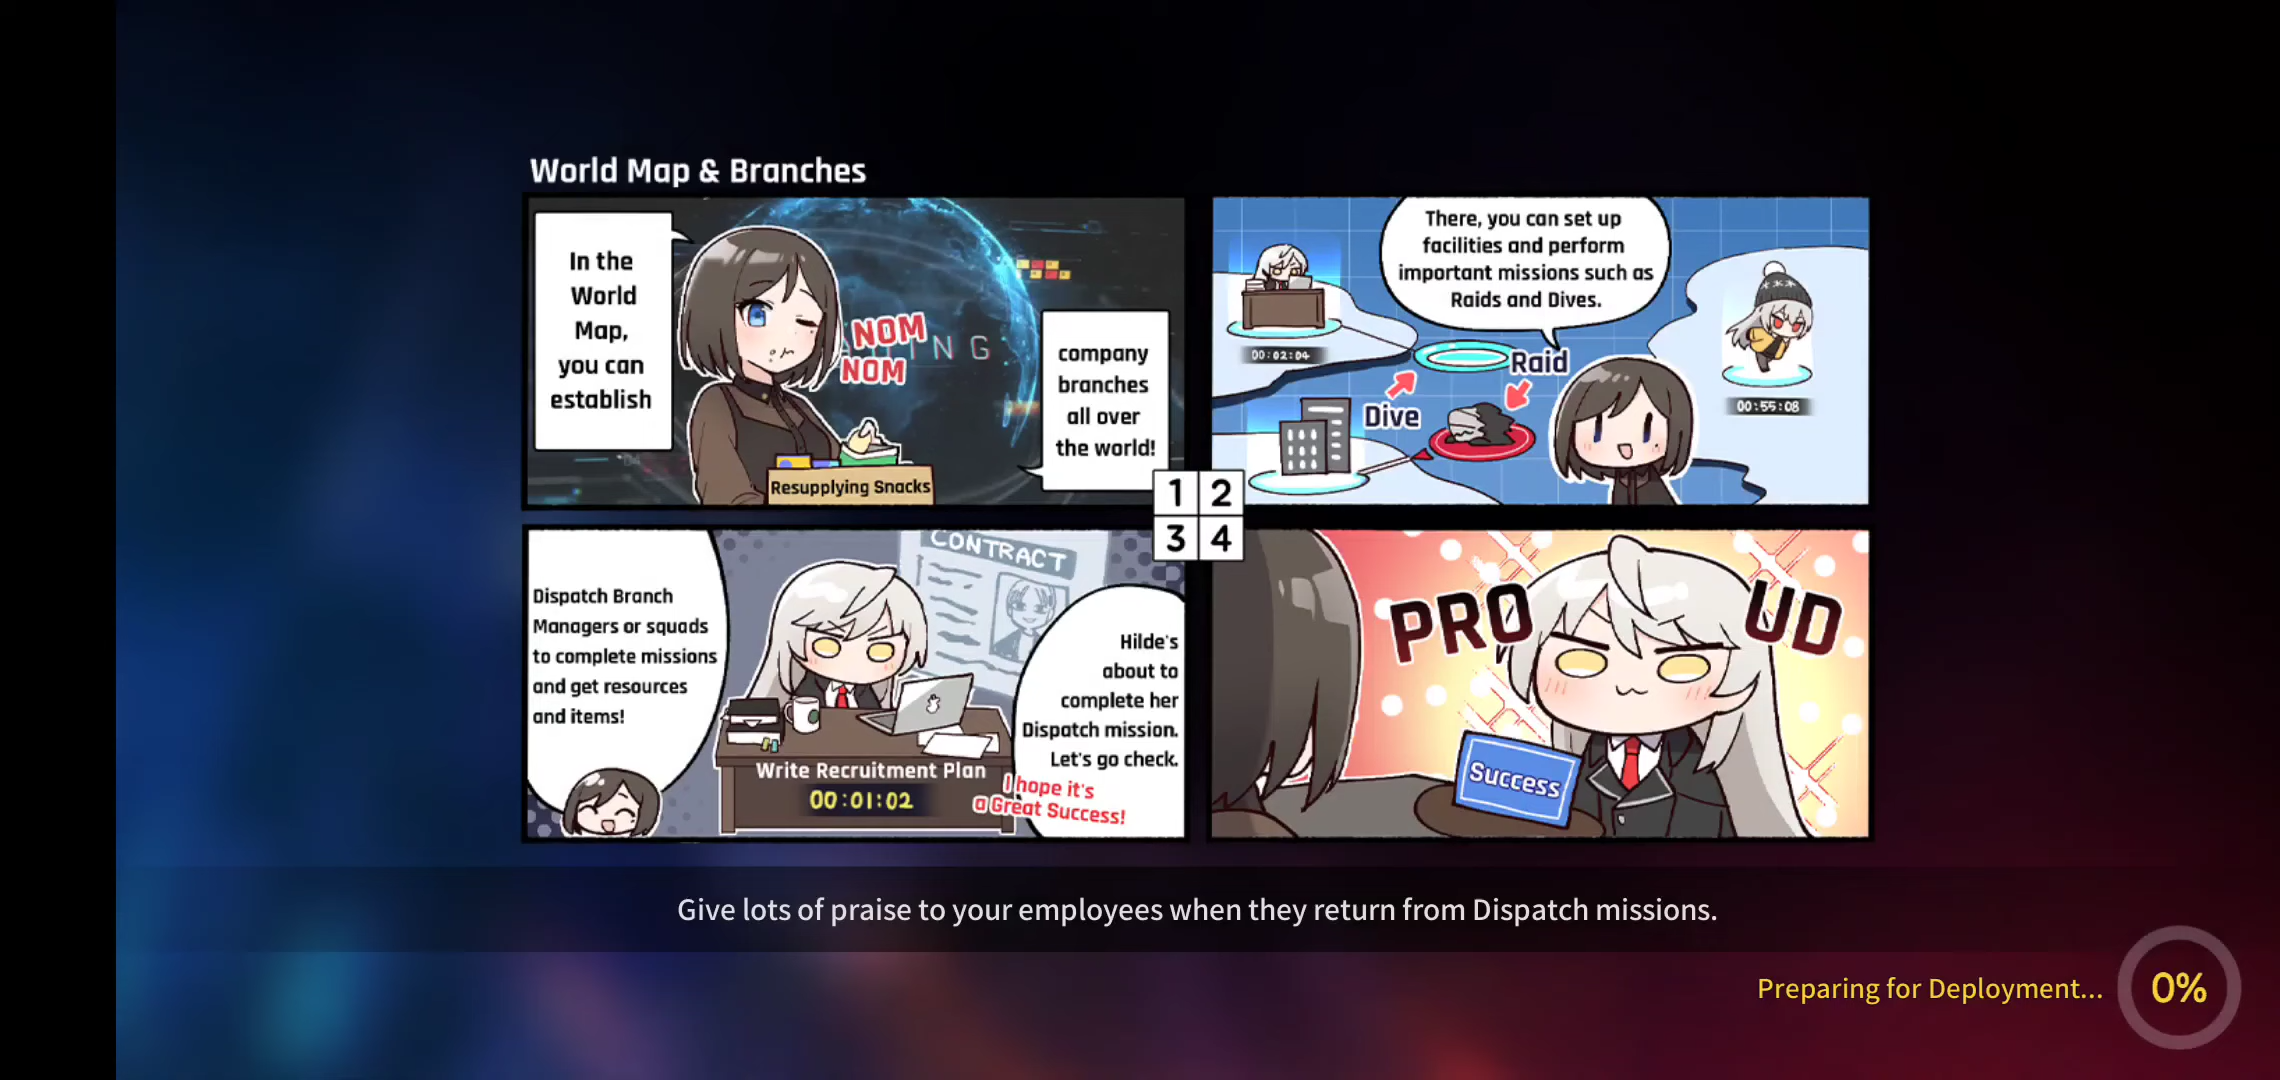 World Map & Branches
In the
World
Map,
you can
establish
NOM
NOM
company
branches
all over
the world!
Resupplying Snacks
There, you can set up
facilities and perform
important missions such as
Raids and Dives.
00:02:04
Raid
Dive
00:55:08
1 2
3 4
Dispatch Branch
Managers or squads
to complete missions
and get resources
and items!
CONTRACT
Hilde's
about to
complete her
Dispatch mission.
Let's go check.
Write Recruitment Plan
00:01:02
I hope it's
a Great Success!
PROUD
Success
Give lots of praise to your employees when they return from Dispatch missions.
Preparing for Deployment...
0%